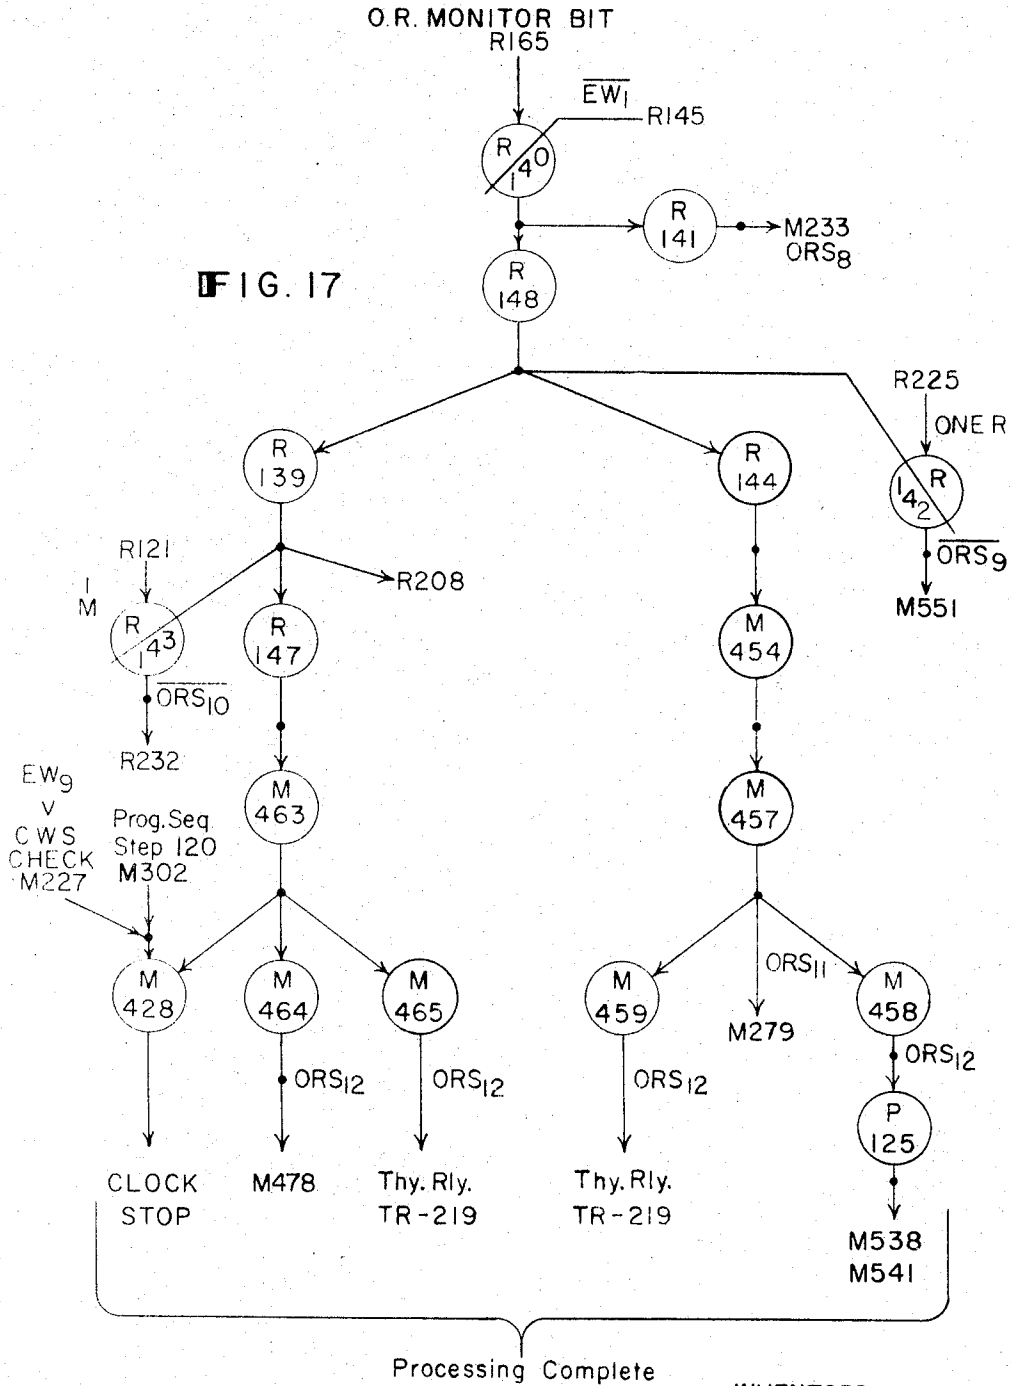 O.R. MONITOR BIT
R165
EW1
R145
R
140
R
141
M233
ORS8
FIG. 17
R
148
R225
ONE R
R
139
R
144
R
142
ORS9
M551
R121
1
M
R
143
R208
R
147
M
454
ORS10
R232
EW9
V
CWS
CHECK
M227
Prog. Seq.
Step 120
M302
M
463
M
457
M
428
M
464
M
465
M
459
ORS11
M279
M
458
ORS12
ORS12
ORS12
ORS12
P
125
CLOCK
STOP
M478
Thy. Rly.
TR-219
Thy. Rly.
TR-219
M538
M541
Processing Complete